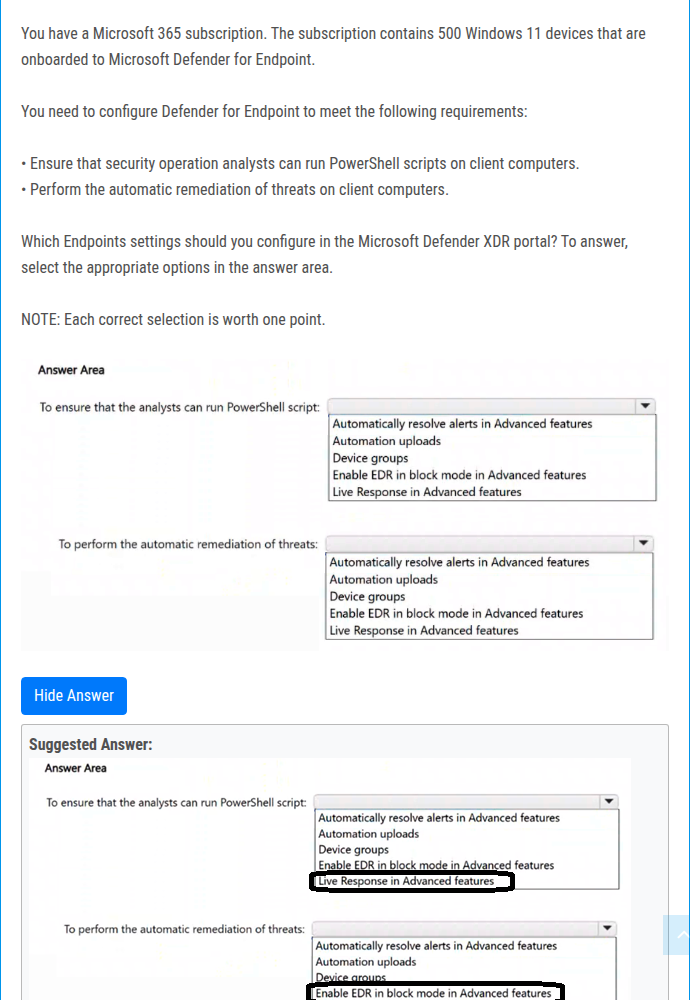 You have a Microsoft 365 subscription. The subscription contains 500 Windows 11 devices that are
onboarded to Microsoft Defender for Endpoint.
You need to configure Defender for Endpoint to meet the following requirements:
• Ensure that security operation analysts can run PowerShell scripts on client computers.
• Perform the automatic remediation of threats on client computers.
Which Endpoints settings should you configure in the Microsoft Defender XDR portal? To answer,
select the appropriate options in the answer area.
NOTE: Each correct selection is worth one point.
Answer Area
To ensure that the analysts can run PowerShell script:
Automatically resolve alerts in Advanced features
Automation uploads
Device groups
Enable EDR in block mode in Advanced features
Live Response in Advanced features
To perform the automatic remediation of threats:
Automatically resolve alerts in Advanced features
Automation uploads
Device groups
Enable EDR in block mode in Advanced features
Live Response in Advanced features
Hide Answer
Suggested Answer:
Answer Area
To ensure that the analysts can run PowerShell script:
Automatically resolve alerts in Advanced features
Automation uploads
Device groups
Enable EDR in block mode in Advanced features
Live Response in Advanced features
To perform the automatic remediation of threats:
Automatically resolve alerts in Advanced features
Automation uploads
Device groups
Enable EDR in block mode in Advanced features